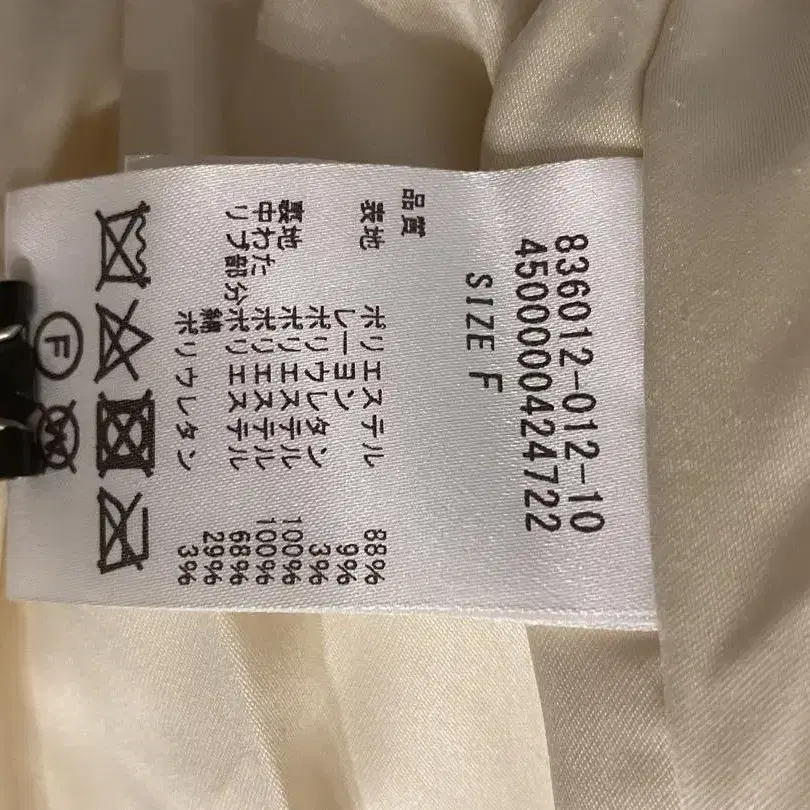 836012-012-10
4500000424722
SIZE F
品質
表地 ポリエステル 88%
レーヨン 9%
ポリウレタン 3%
裏地 ポリエステル 100%
中わた ポリエステル 100%
リブ部分 ポリエステル 68%
綿 29%
ポリウレタン 3%
F
W